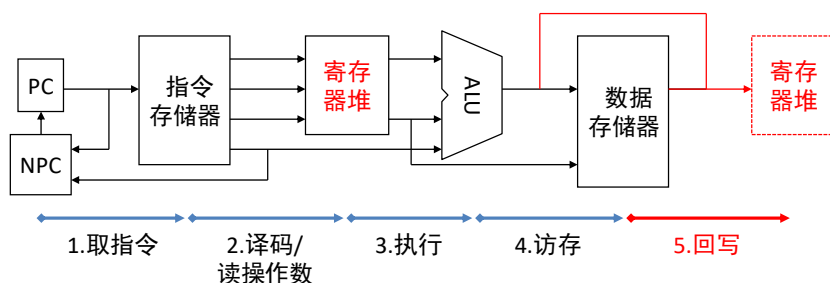 PC
NPC
指令
存储器
寄存
器堆
ALU
数据
存储器
寄存
器堆
1.取指令
2.译码/
读操作数
3.执行
4.访存
5.回写